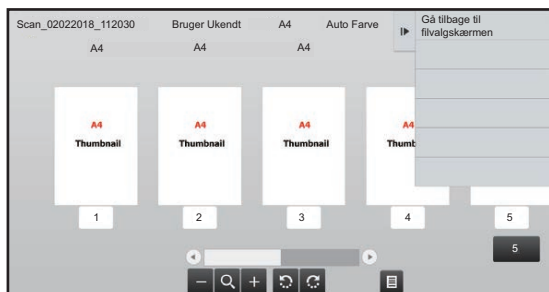 Scan_02022018_112030 Bruger Ukendt A4 Auto Farve
Gå tilbage til
filvalgskærmen
A4 A4 A4
A4 A4 A4 A4
Thumbnail Thumbnail Thumbnail Thumb
1 2 3 4 5
5